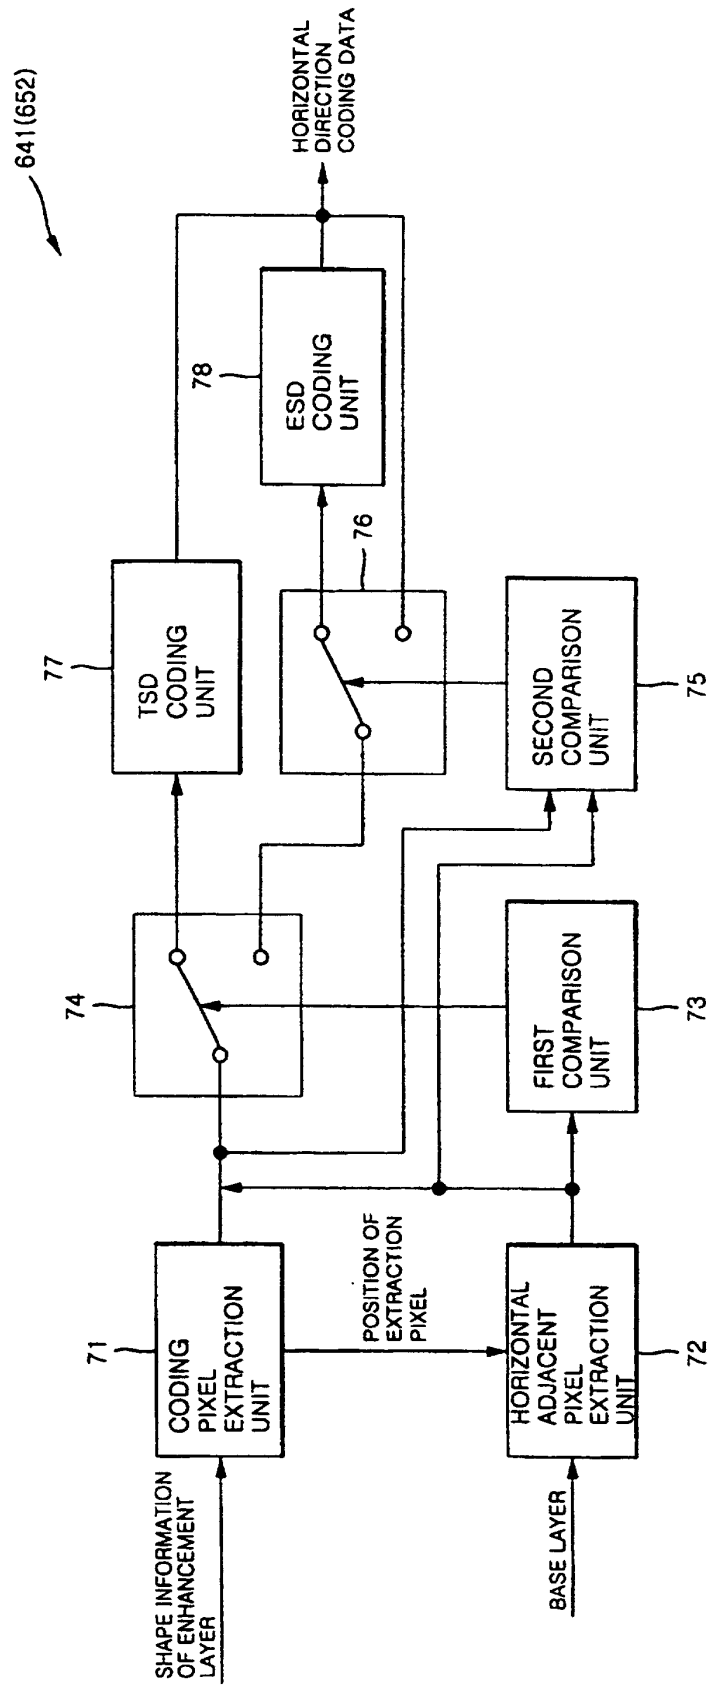 641(652)
SHAPE INFORMATION
OF ENHANCEMENT
LAYER
71
CODING
PIXEL
EXTRACTION
UNIT
74
77
TSD
CODING
UNIT
78
ESD
CODING
UNIT
HORIZONTAL
DIRECTION
CODING DATA
76
POSITION OF
EXTRACTION
PIXEL
BASE LAYER
HORIZONTAL
ADJACENT
PIXEL
EXTRACTION
UNIT
72
FIRST
COMPARISON
UNIT
73
SECOND
COMPARISON
UNIT
75